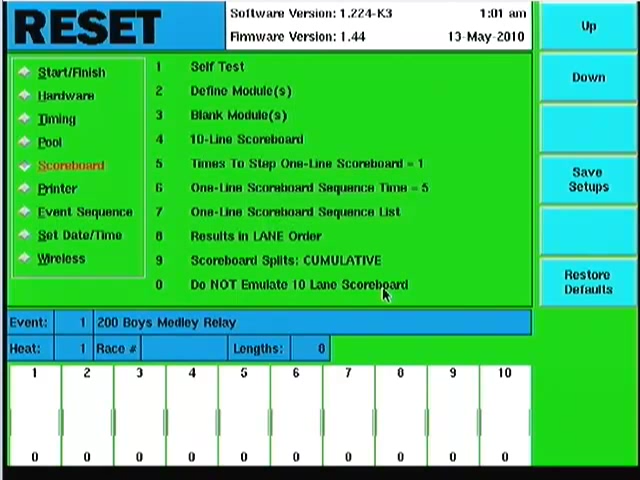 RESET
Software Version: 1.224-K3 1:01 am
Firmware Version: 1.44 13-May-2010
Up
Down
Save Setups
Restore Defaults
Start/Finish
Hardware
Timing
Pool
Scoreboard
Printer
Event Sequence
Set Date/Time
Wireless
1 Self Test
2 Define Module(s)
3 Blank Module(s)
4 10-Line Scoreboard
5 Times To Step One-Line Scoreboard = 1
6 One-Line Scoreboard Sequence Time = 5
7 One-Line Scoreboard Sequence List
8 Results in LANE Order
9 Scoreboard Splits: CUMULATIVE
0 Do NOT Emulate 10 Lane Scoreboard
Event: 1 200 Boys Medley Relay
Heat: 1 Race # Lengths: 0
1 2 3 4 5 6 7 8 9 10
0 0 0 0 0 0 0 0 0 0